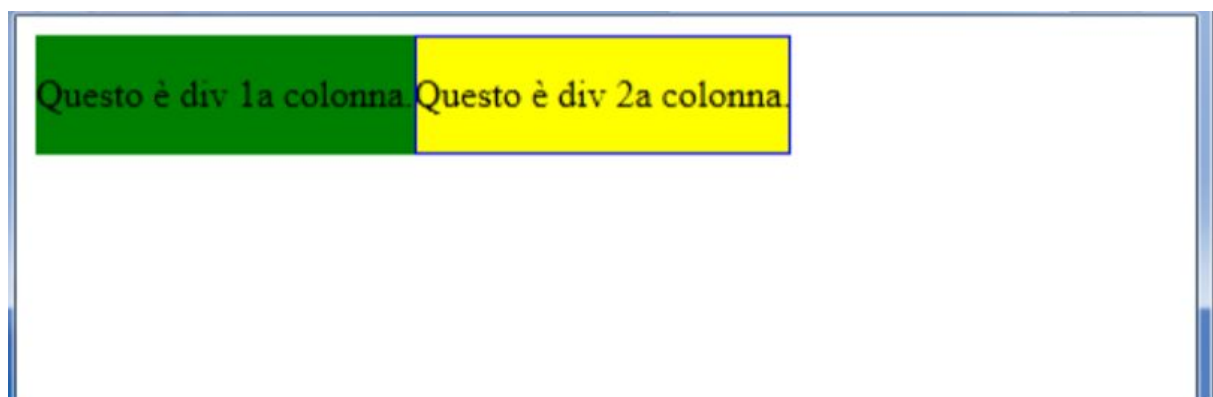 Questo è div 1a colonna.
Questo è div 2a colonna.